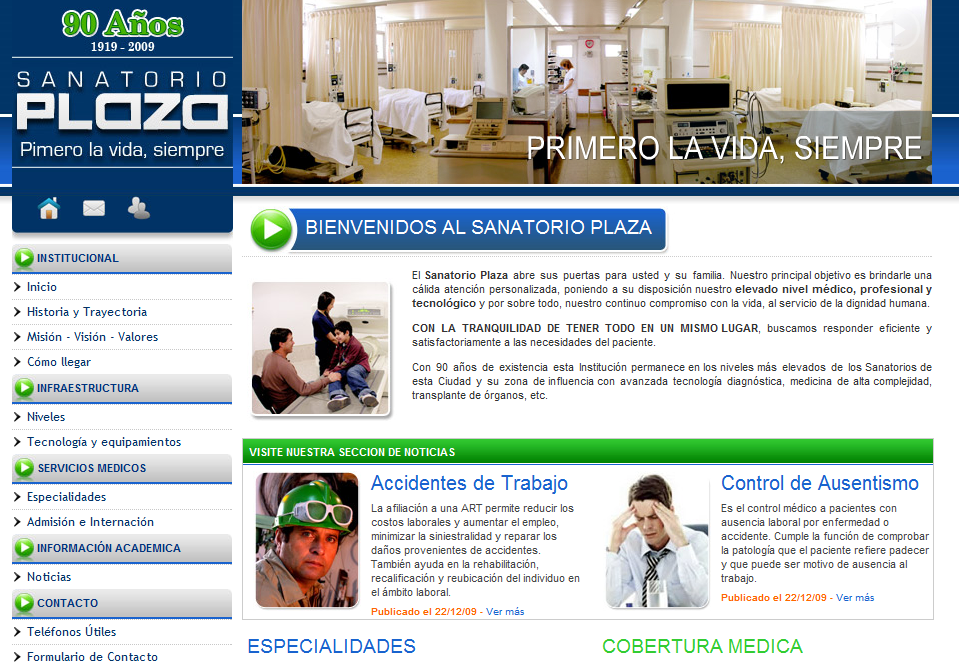 90 Años
1919 - 2009
SANATORIO
PLAZA
Pimero la vida, siempre
PRIMERO LA VIDA, SIEMPRE
INSTITUCIONAL
Inicio
Historia y Trayectoria
Misión - Visión - Valores
Cómo llegar
INFRAESTRUCTURA
Niveles
Tecnología y equipamientos
SERVICIOS MEDICOS
Especialidades
Admisión e Internación
INFORMACIÓN ACADEMICA
Noticias
CONTACTO
Teléfonos Útiles
Formulario de Contacto
BIENVENIDOS AL SANATORIO PLAZA
El Sanatorio Plaza abre sus puertas para usted y su familia. Nuestro principal objetivo es brindarle una
cálida atención personalizada, poniendo a su disposición nuestro elevado nivel médico, profesional y
tecnológico y por sobre todo, nuestro continuo compromiso con la vida, al servicio de la dignidad humana.
CON LA TRANQUILIDAD DE TENER TODO EN UN MISMO LUGAR, buscamos responder eficiente y
satisfactoriamente a las necesidades del paciente.
Con 90 años de existencia esta Institución permanece en los niveles más elevados de los Sanatorios de
esta Ciudad y su zona de influencia con avanzada tecnología diagnóstica, medicina de alta complejidad,
transplante de órganos, etc.
VISITE NUESTRA SECCION DE NOTICIAS
Accidentes de Trabajo
La afiliación a una ART permite reducir los
costos laborales y aumentar el empleo,
minimizar la siniestralidad y reparar los
daños provenientes de accidentes.
También ayuda en la rehabilitación,
recalificación y reubicación del individuo en
el ámbito laboral.
Publicado el 22/12/09 - Ver más
Control de Ausentismo
Es el control médico a pacientes con
ausencia laboral por enfermedad o
accidente. Cumple la función de comprobar
la patología que el paciente refiere padecer
y que puede ser motivo de ausencia al
trabajo.
Publicado el 22/12/09 - Ver más
ESPECIALIDADES
COBERTURA MEDICA